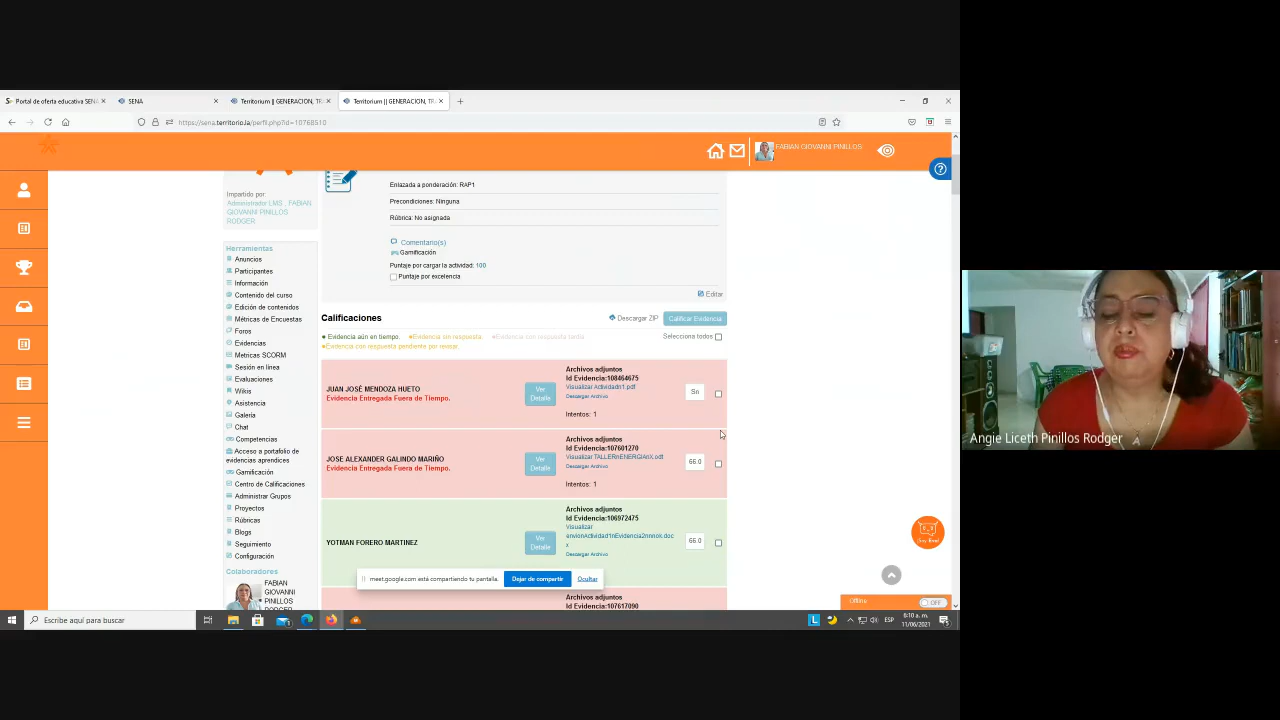 Portal de oferta educativa SENA
SENA
Territorium || GENERACION, TR
Territorium || GENERACION, TR
https://sena.territorio.la/perfil.php?id=10768510
FABIAN GIOVANNI PINILLOS
Impartido por:
Administrador LMS , FABIAN
GIOVANNI PINILLOS
RODGER
Herramientas
Anuncios
Participantes
Información
Contenido del curso
Edición de contenidos
Métricas de Encuestas
Foros
Evidencias
Metricas SCORM
Sesión en línea
Evaluaciones
Wikis
Asistencia
Galería
Chat
Competencias
Acceso a portafolio de
evidencias aprendices
Gamificación
Centro de Calificaciones
Administrar Grupos
Proyectos
Rúbricas
Blogs
Seguimiento
Configuración
Colaboradores
FABIAN
GIOVANNI
PINILLOS
RODGER
Enlazada a ponderación: RAP1
Precondiciones: Ninguna
Rúbrica: No asignada
Comentario(s)
Gamificación
Puntaje por cargar la actividad: 100
Puntaje por excelencia
Editar
Calificaciones
Descargar ZIP
Calificar Evidencia
Evidencia aún en tiempo.
Evidencia sin respuesta.
Evidencia con respuesta tardía
Selecciona todos
Evidencia con respuesta pendiente por revisar.
JUAN JOSÉ MENDOZA HUETO
Evidencia Entregada Fuera de Tiempo.
Ver
Detalle
Archivos adjuntos
Id Evidencia:108464675
Visualizar Actividadn1.pdf
Descargar Archivo
Intentos: 1
Sn
JOSE ALEXANDER GALINDO MARIÑO
Evidencia Entregada Fuera de Tiempo.
Ver
Detalle
Archivos adjuntos
Id Evidencia:107601270
Descargar Archivo
Intentos: 1
66.0
YOTMAN FORERO MARTINEZ
Ver
Detalle
Archivos adjuntos
Id Evidencia:106972475
Visualizar
Descargar Archivo
66.0
Archivos adjuntos
Id Evidencia:107617090
meet.google.com está compartiendo tu pantalla.
Dejar de compartir
Ocultar
¡Soy Bre!
Offline
OFF
Escribe aquí para buscar
L
ESP
6:10 a. m.
11/06/2021
Angie Liceth Pinillos Rodger